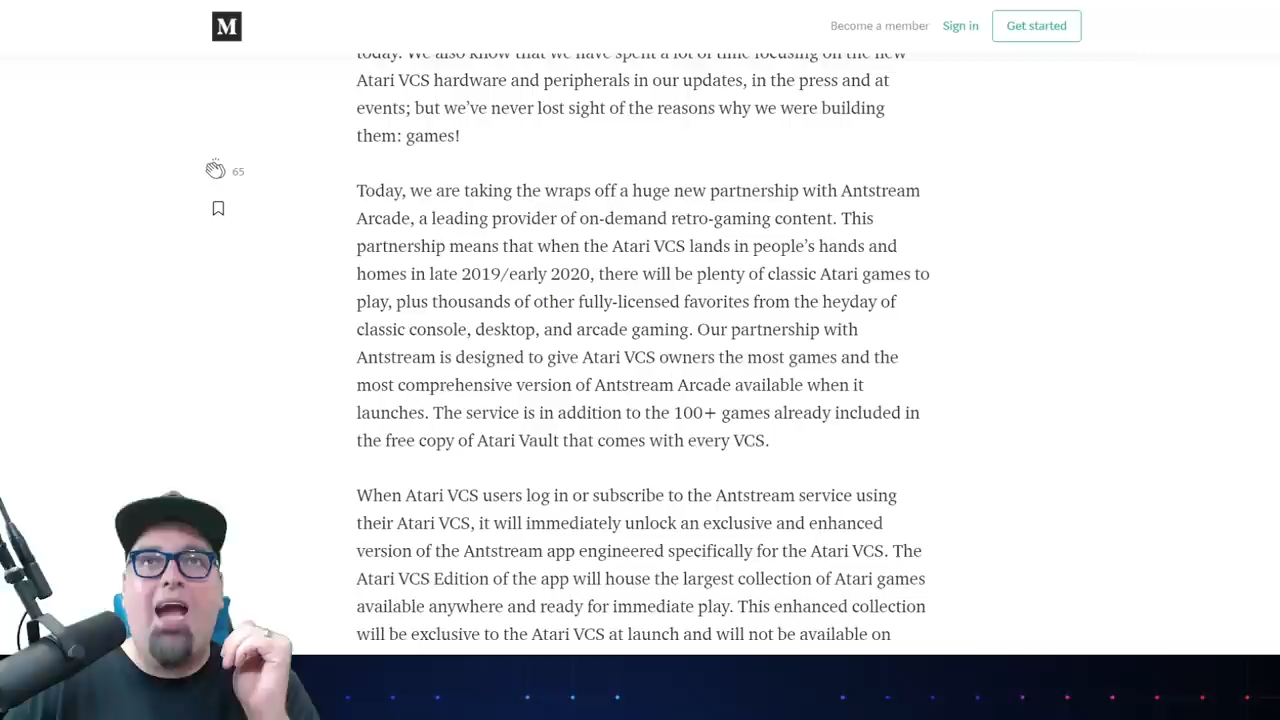 M
Become a member
Sign in
Get started
today. We also know that we have spent a lot of time focusing on the new
Atari VCS hardware and peripherals in our updates, in the press and at
events; but we’ve never lost sight of the reasons why we were building
them: games!
65
Today, we are taking the wraps off a huge new partnership with Antstream
Arcade, a leading provider of on-demand retro-gaming content. This
partnership means that when the Atari VCS lands in people’s hands and
homes in late 2019/early 2020, there will be plenty of classic Atari games to
play, plus thousands of other fully-licensed favorites from the heyday of
classic console, desktop, and arcade gaming. Our partnership with
Antstream is designed to give Atari VCS owners the most games and the
most comprehensive version of Antstream Arcade available when it
launches. The service is in addition to the 100+ games already included in
the free copy of Atari Vault that comes with every VCS.
When Atari VCS users log in or subscribe to the Antstream service using
their Atari VCS, it will immediately unlock an exclusive and enhanced
version of the Antstream app engineered specifically for the Atari VCS. The
Atari VCS Edition of the app will house the largest collection of Atari games
available anywhere and ready for immediate play. This enhanced collection
will be exclusive to the Atari VCS at launch and will not be available on